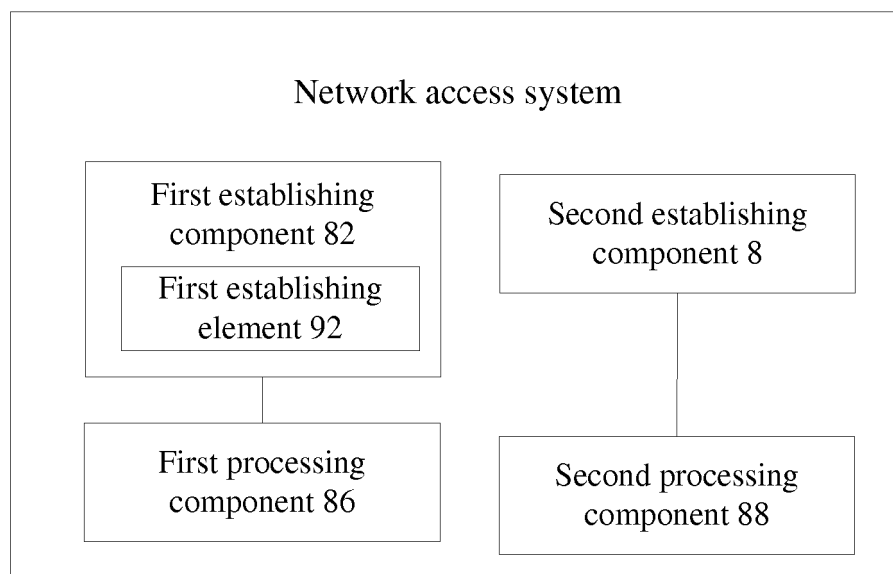 Network access system
First establishing
component 82
First establishing
element 92
Second establishing
component 8
First processing
component 86
Second processing
component 88